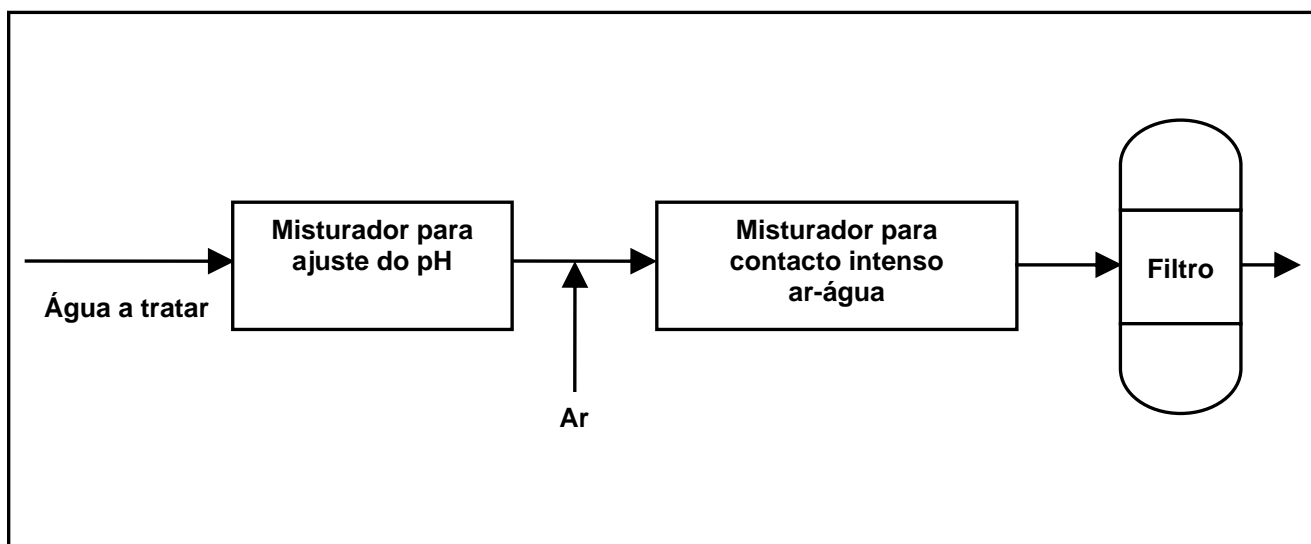 Água a tratar
Misturador para
ajuste do pH
Ar
Misturador para
contacto intenso
ar-água
Filtro